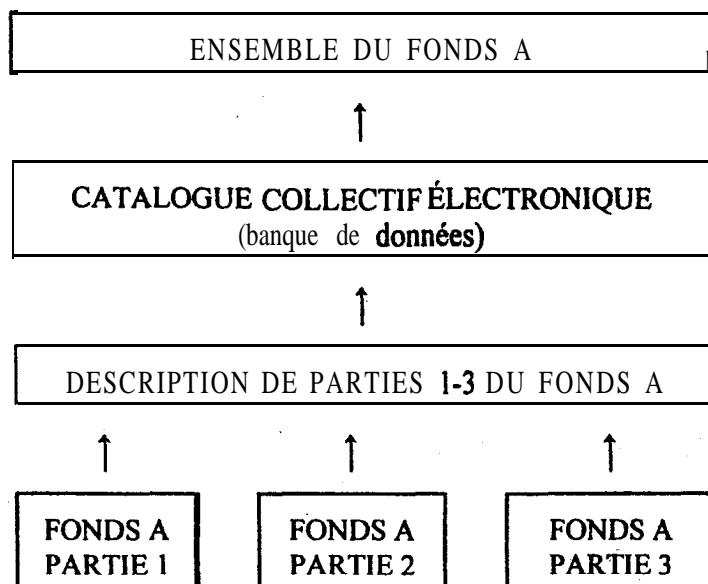 ENSEMBLE DU FONDS A
CATALOGUE COLLECTIF ÉLECTRONIQUE
(banque de données)
DESCRIPTION DE PARTIES 1-3 DU FONDS A
FONDS A
PARTIE 1
FONDS A
PARTIE 2
FONDS A
PARTIE 3